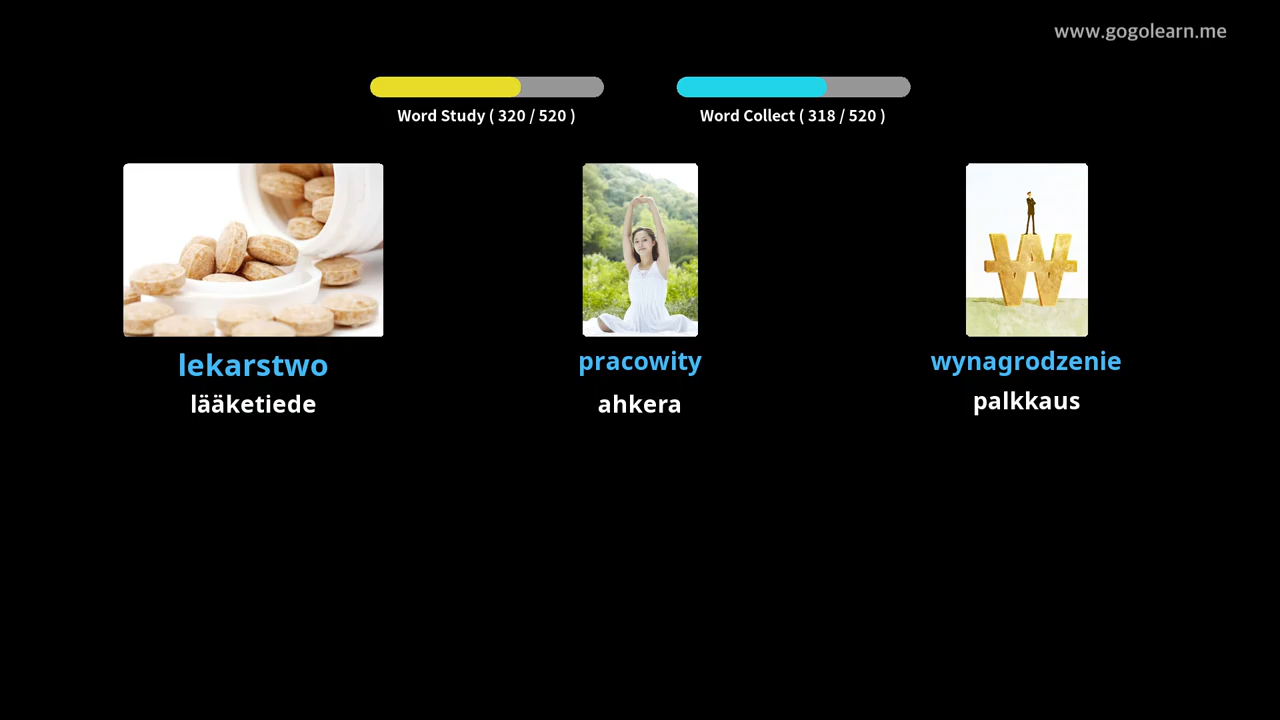 www.gogolearn.me
Word Study ( 320 / 520 )
Word Collect ( 318 / 520 )
lekarstwo
lääketiede
pracowity
ahkera
wynagrodzenie
palkkaus